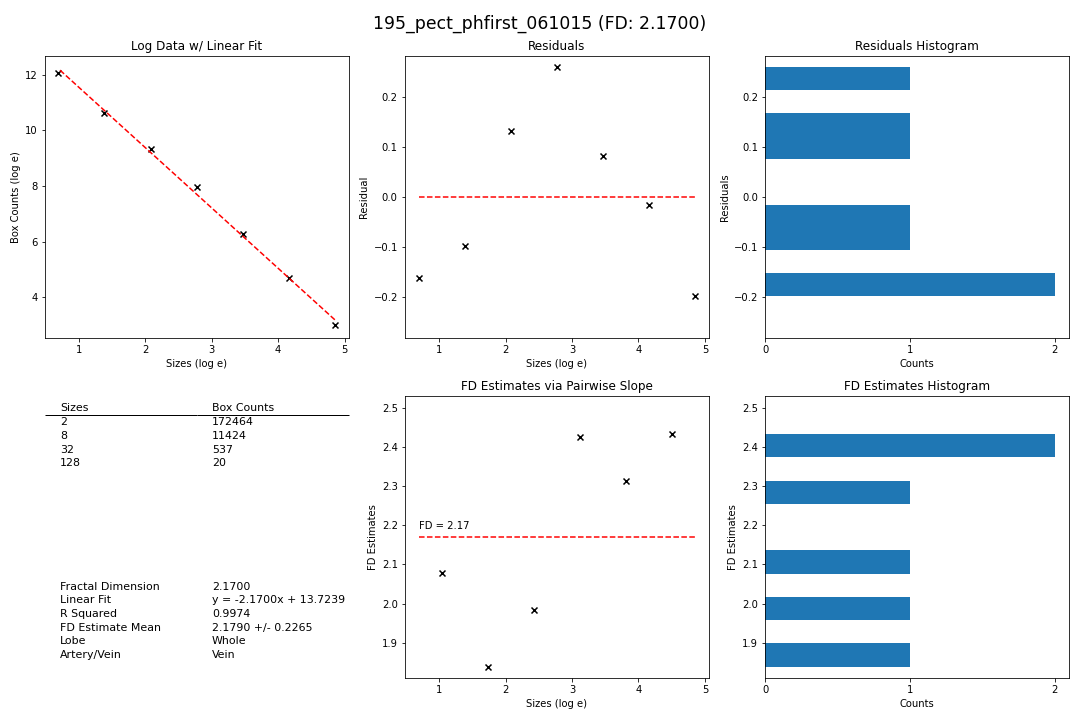 195_pect_phfirst_061015 (FD: 2.1700)
Log Data w/ Linear Fit
12
10
8
6
4
Box Counts (log e)
1 2 3 4 5
Sizes (log e)
Residuals
0.2
0.1
0.0
−0.1
−0.2
Residual
1 2 3 4 5
Sizes (log e)
Residuals Histogram
0.2
0.1
0.0
−0.1
−0.2
Residuals
0 1 2
Counts
Sizes Box Counts
2 172464
8 11424
32 537
128 20
Fractal Dimension 2.1700
Linear Fit y = -2.1700x + 13.7239
R Squared 0.9974
FD Estimate Mean 2.1790 +/- 0.2265
Lobe Whole
Artery/Vein Vein
FD Estimates via Pairwise Slope
2.5
2.4
2.3
2.2
2.1
2.0
1.9
FD Estimates
FD = 2.17
1 2 3 4 5
Sizes (log e)
FD Estimates Histogram
2.5
2.4
2.3
2.2
2.1
2.0
1.9
FD Estimates
0 1 2
Counts